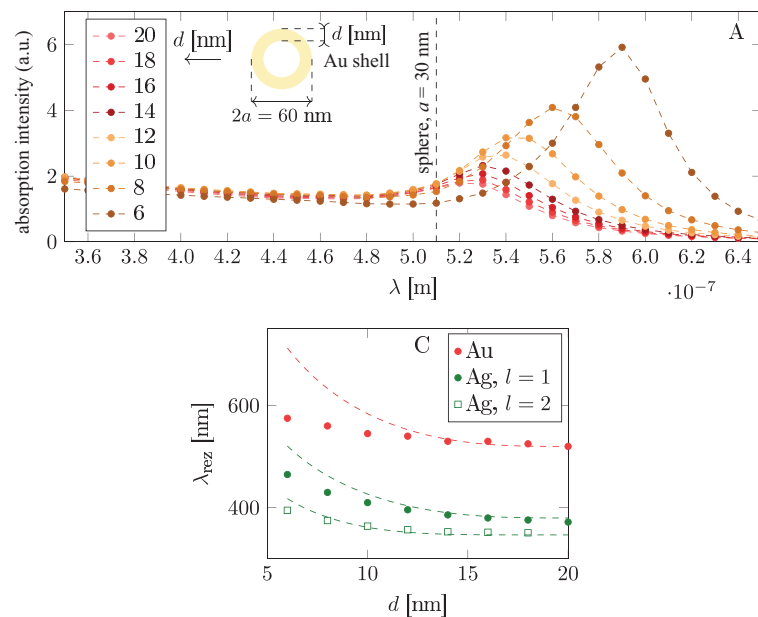 A
absorption intensity (a.u.)
6
4
2
0
20
18
16
14
12
10
8
6
d [nm]
d [nm]
Au shell
2a = 60 nm
sphere, a = 30 nm
3.6 3.8 4.0 4.2 4.4 4.6 4.8 5.0 5.2 5.4 5.6 5.8 6.0 6.2 6.4
λ [m]
·10⁻⁷
C
Au
Ag, l = 1
Ag, l = 2
λrez [nm]
600
400
5 10 15 20
d [nm]